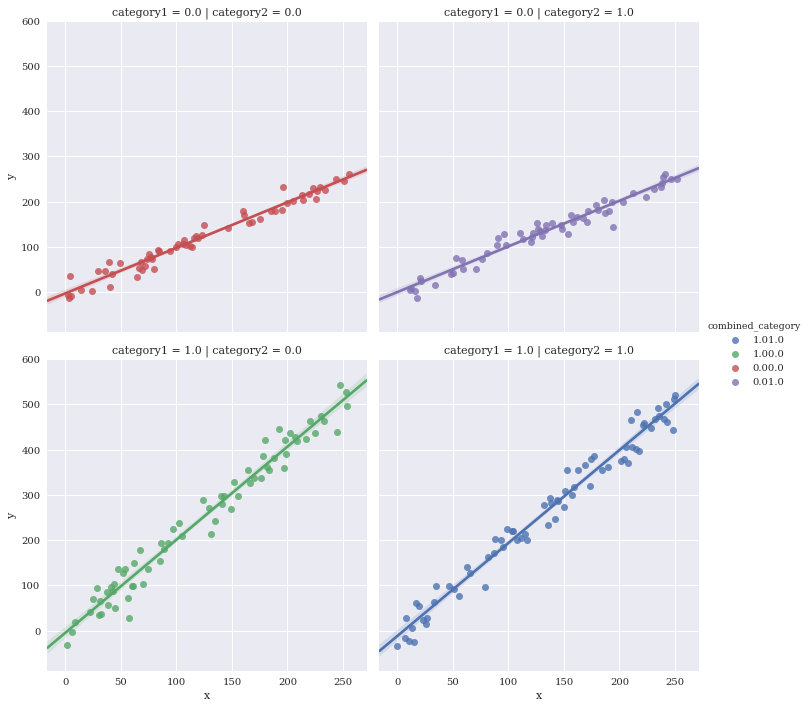 category1 = 0.0 | category2 = 0.0
category1 = 0.0 | category2 = 1.0
600
500
400
300
200
100
0
y
combined_category
1.01.0
1.00.0
0.00.0
0.01.0
category1 = 1.0 | category2 = 0.0
category1 = 1.0 | category2 = 1.0
600
500
400
300
200
100
0
y
0 50 100 150 200 250
0 50 100 150 200 250
x
x